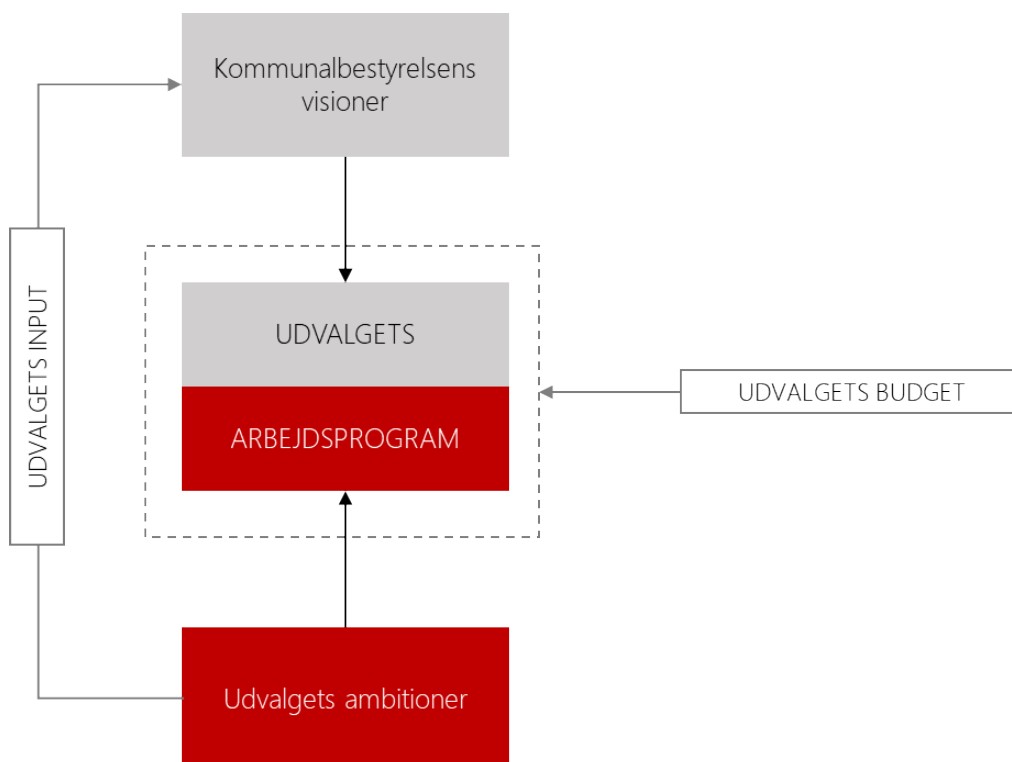 Kommunalbestyrelsens
visioner
UDVALGETS INPUT
UDVALGETS
ARBEJDSPROGRAM
UDVALGETS BUDGET
Udvalgets ambitioner